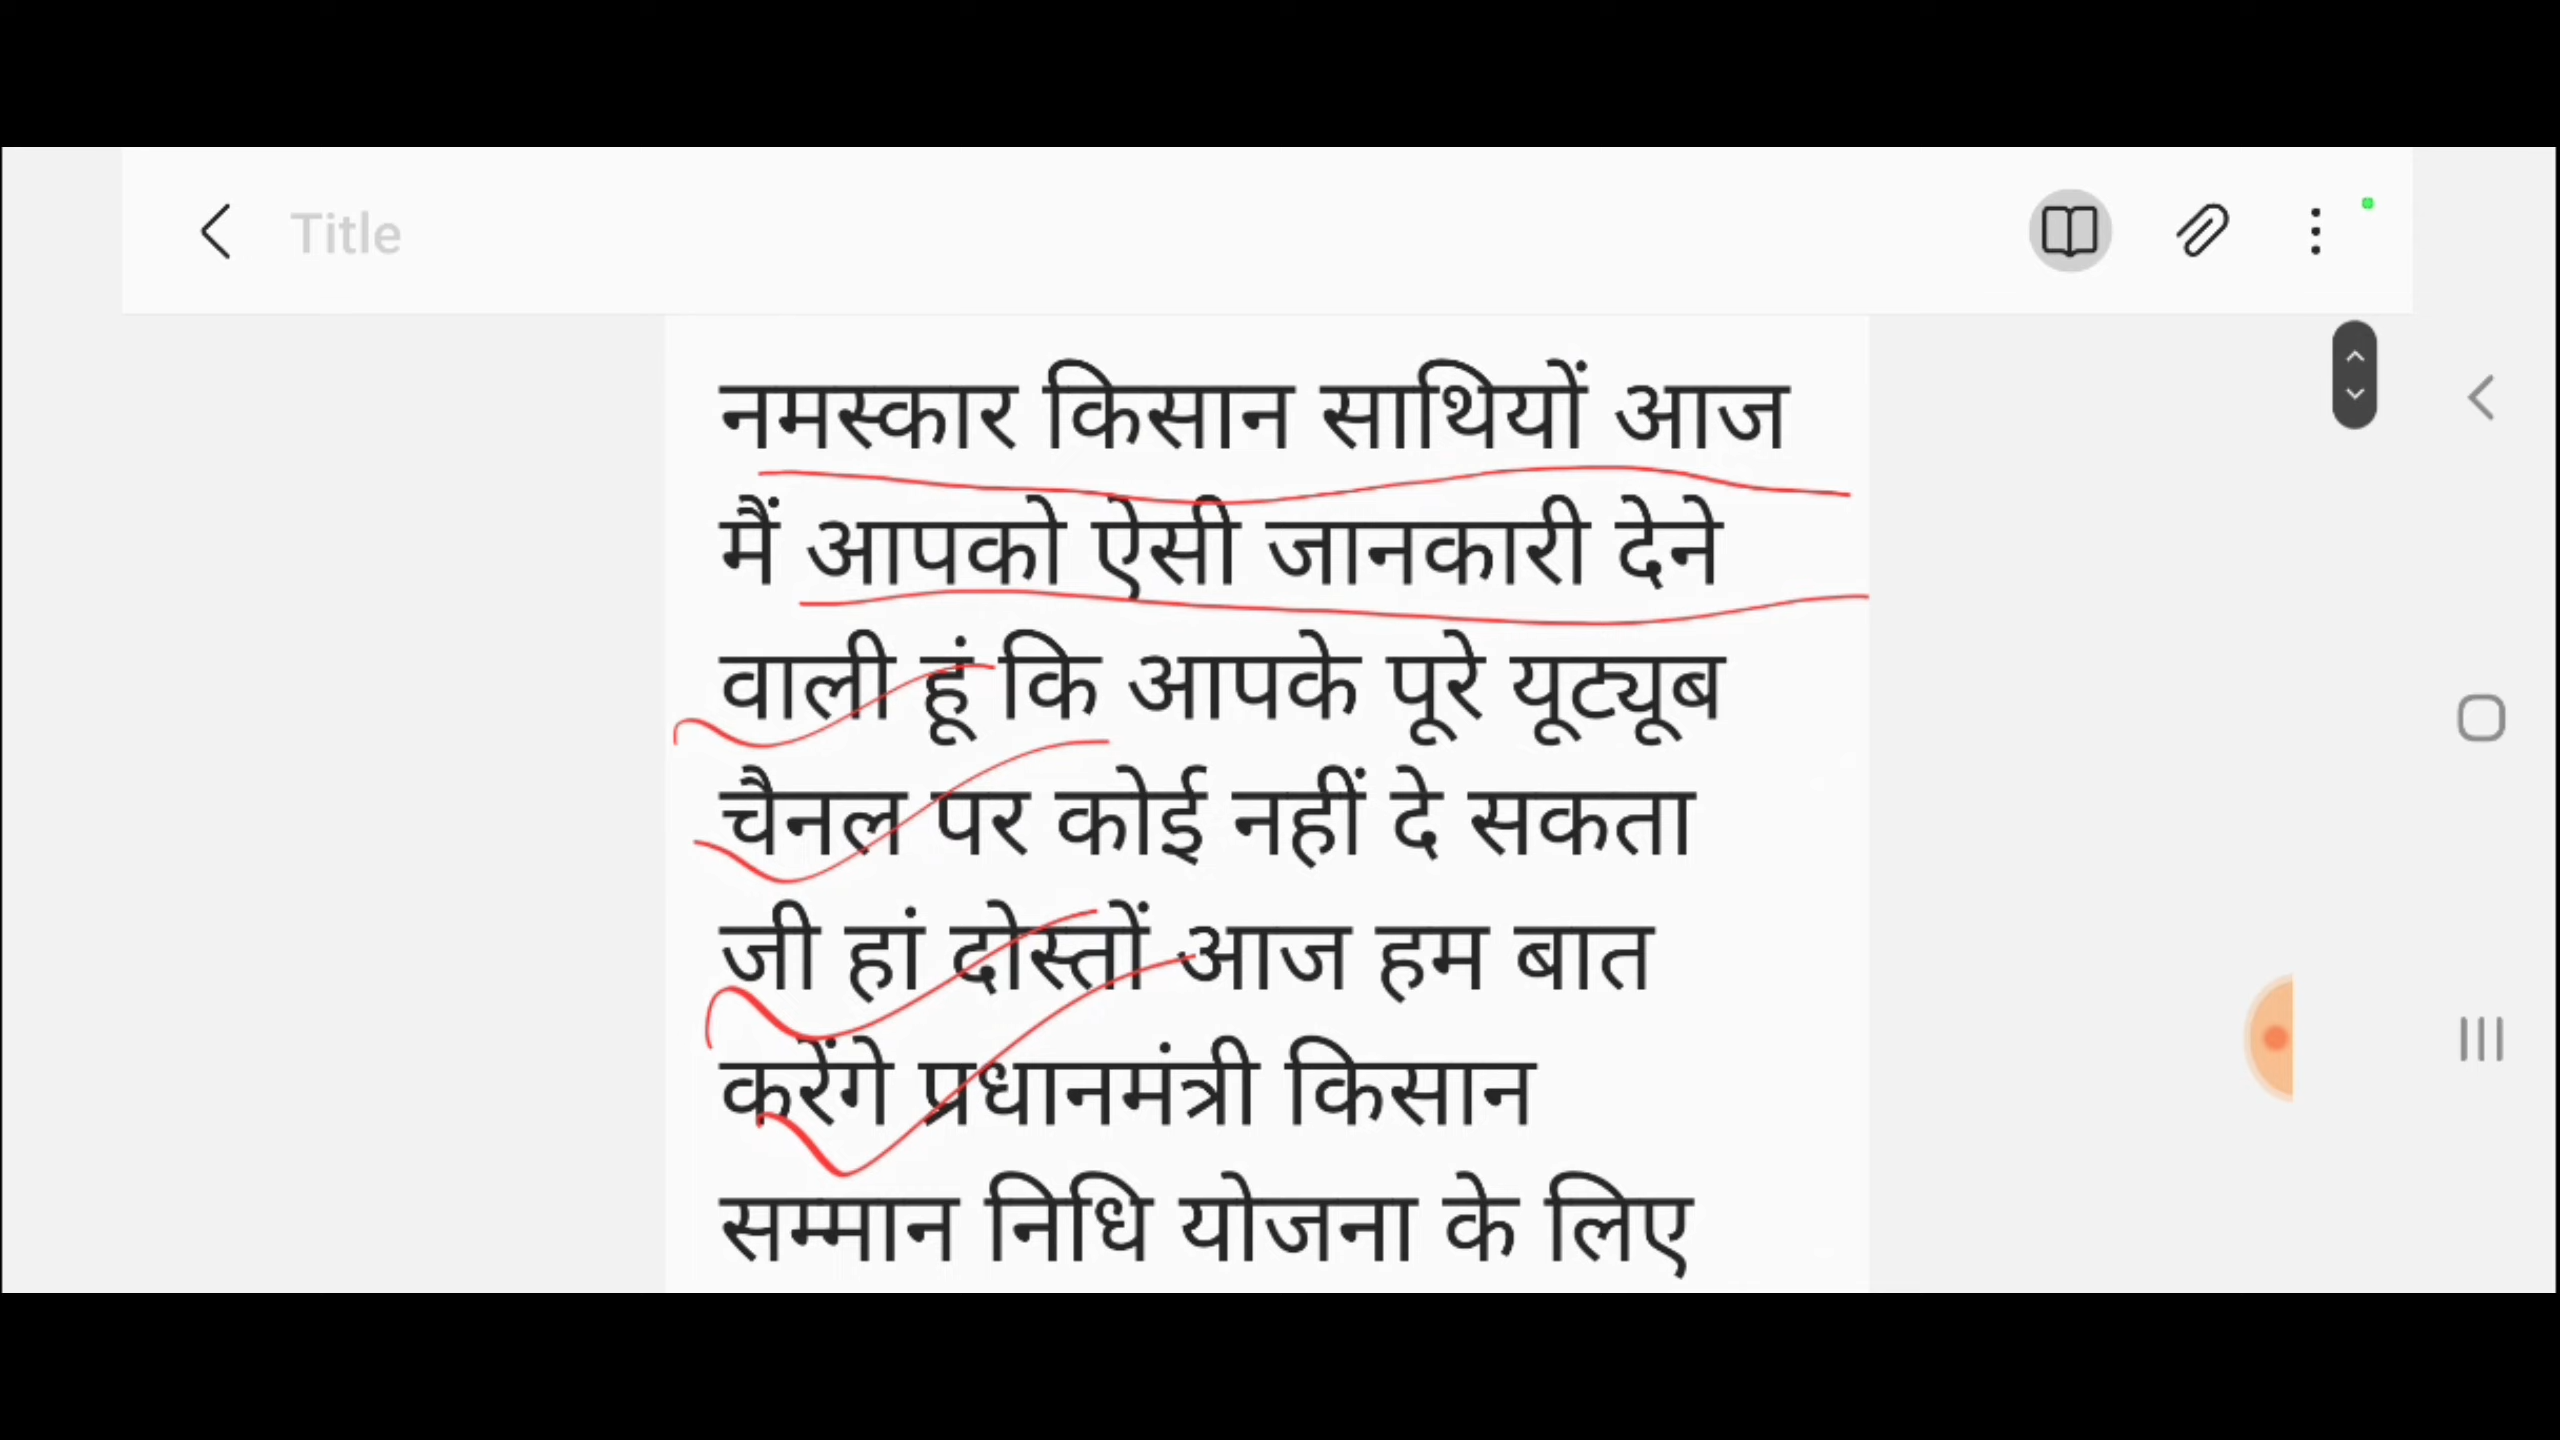 Title
नमस्कार किसान साथियों आज
मैं आपको ऐसी जानकारी देने
वाली हूं कि आपके पूरे यूट्यूब
चैनल पर कोई नहीं दे सकता
जी हां दोस्तों आज हम बात
करेंगे प्रधानमंत्री किसान
सम्मान निधि योजना के लिए